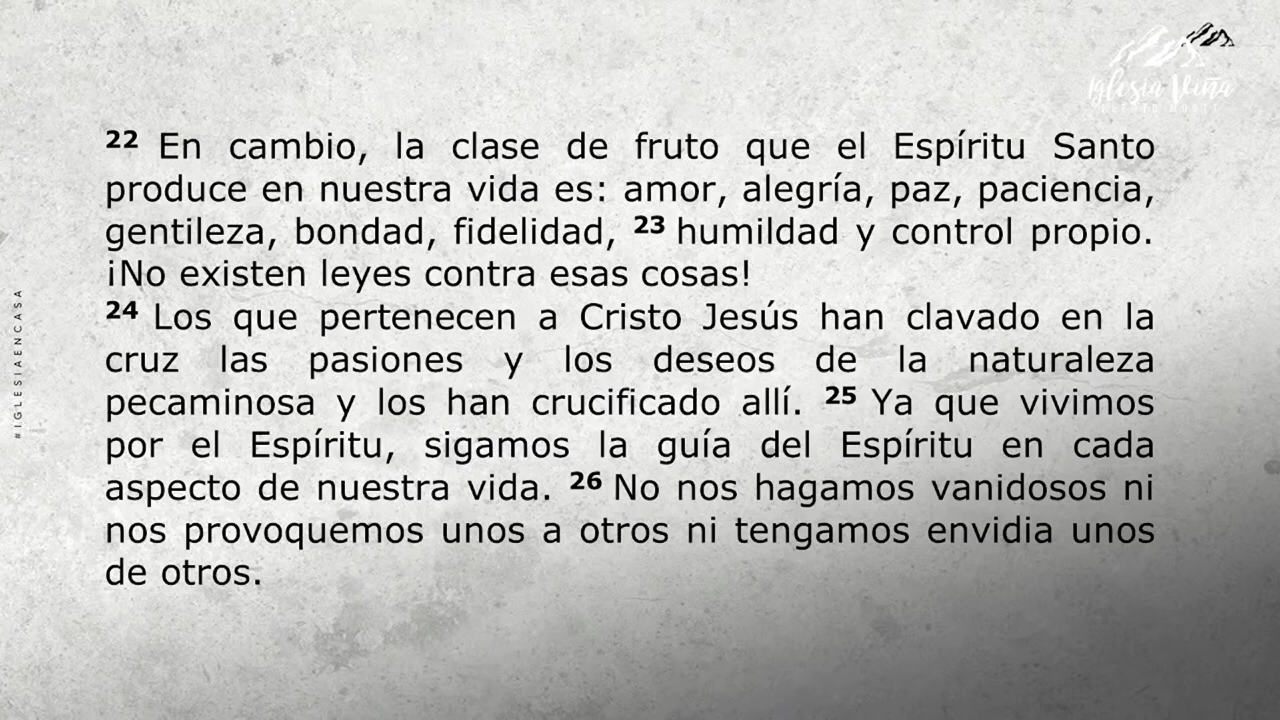 Iglesia Viña
²² En cambio, la clase de fruto que el Espíritu Santo
produce en nuestra vida es: amor, alegría, paz, paciencia,
gentileza, bondad, fidelidad, ²³ humildad y control propio.
¡No existen leyes contra esas cosas!
²⁴ Los que pertenecen a Cristo Jesús han clavado en la
cruz las pasiones y los deseos de la naturaleza
pecaminosa y los han crucificado allí. ²⁵ Ya que vivimos
por el Espíritu, sigamos la guía del Espíritu en cada
aspecto de nuestra vida. ²⁶ No nos hagamos vanidosos ni
nos provoquemos unos a otros ni tengamos envidia unos
de otros.
#IGLESIAENCASA